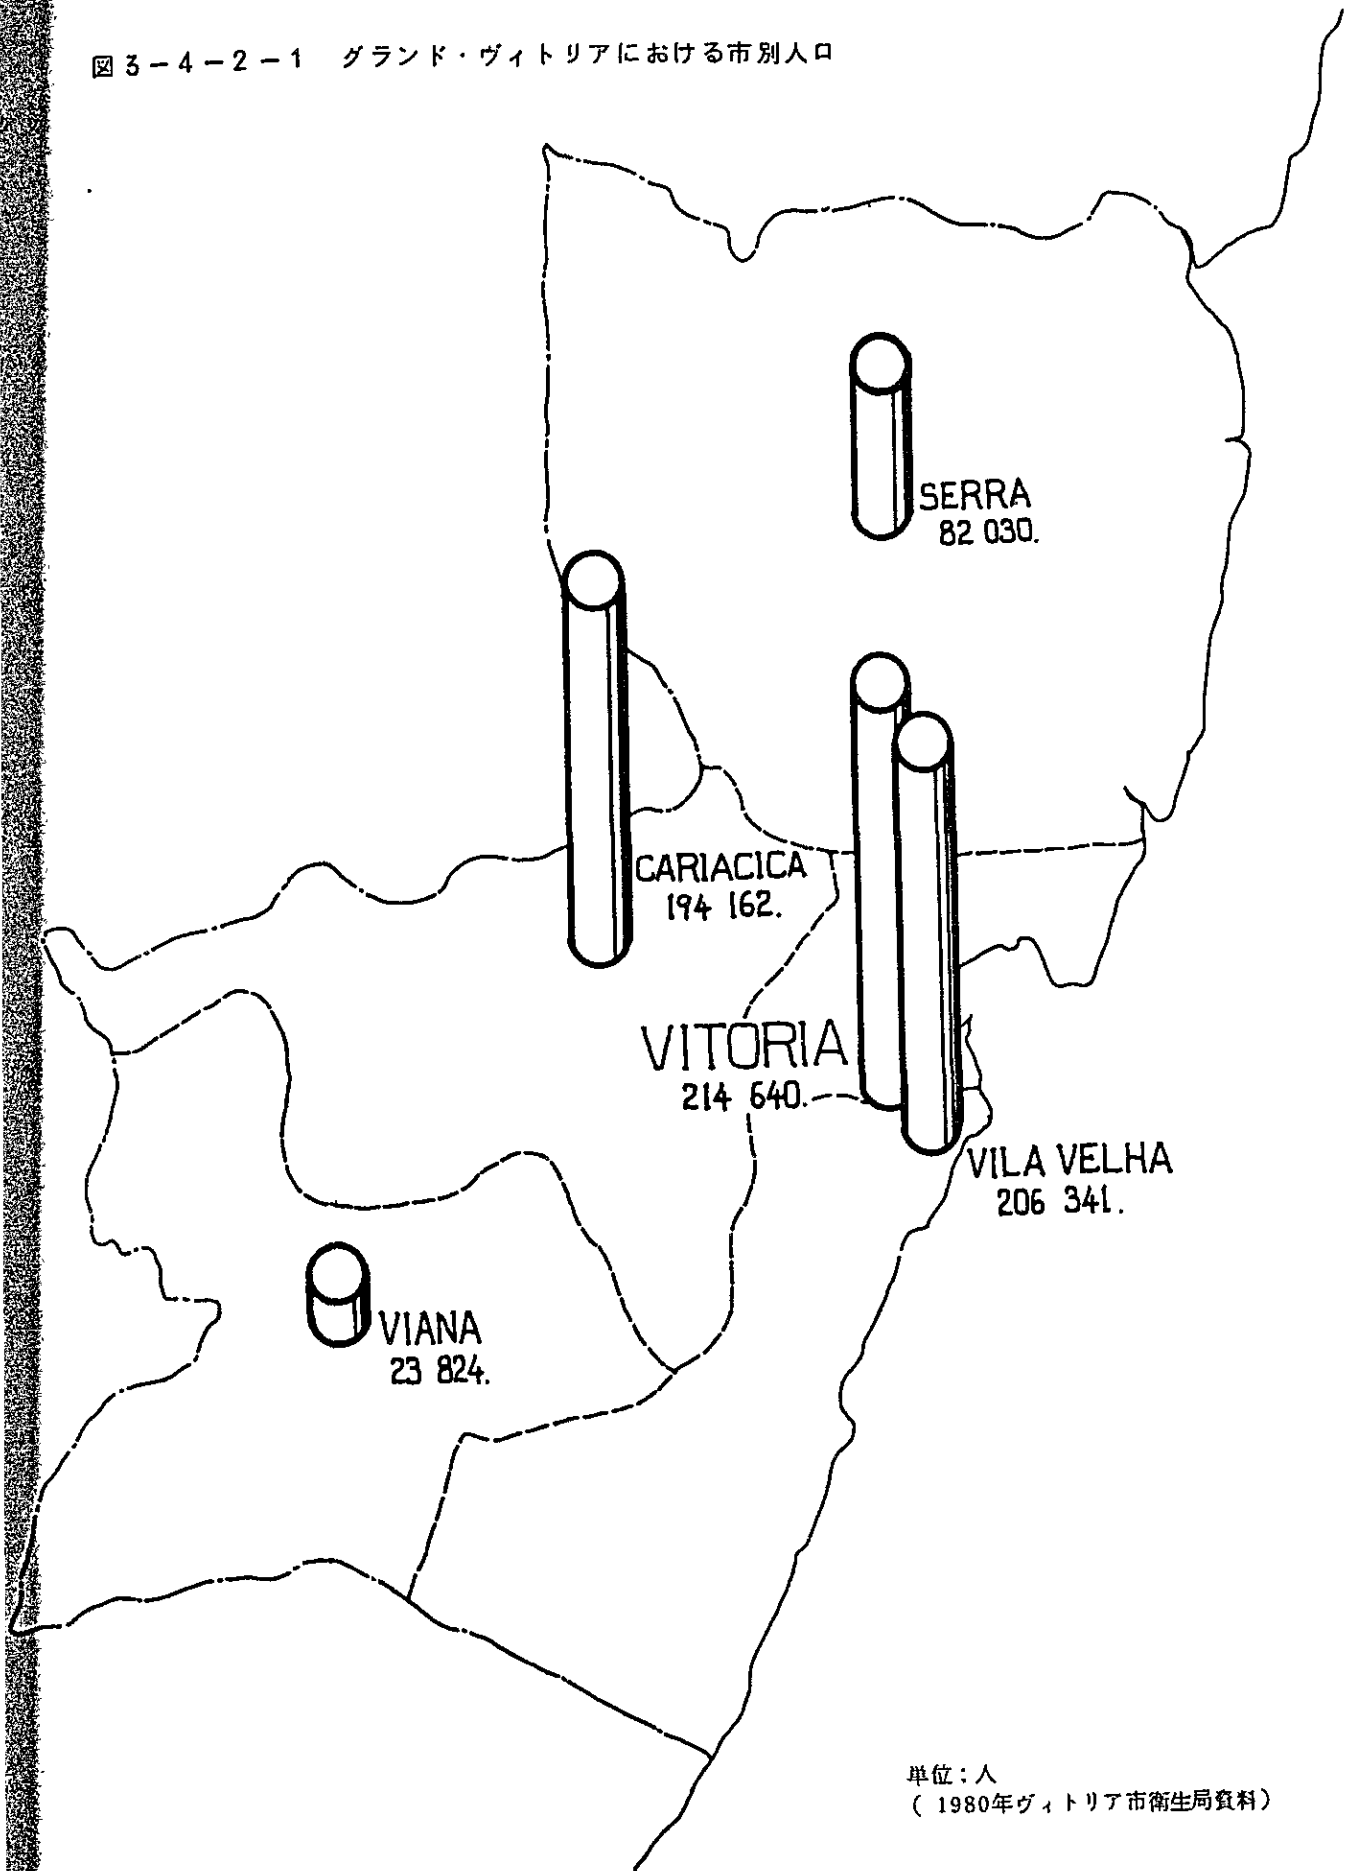 図3-4-2-1 グランド・ヴィトリアにおける市別人口
SERRA
82 030.
CARIACICA
194 162.
VITORIA
214 640.
VILA VELHA
206 341.
VIANA
23 824.
単位:人
( 1980年ヴィトリア市衛生局資料)